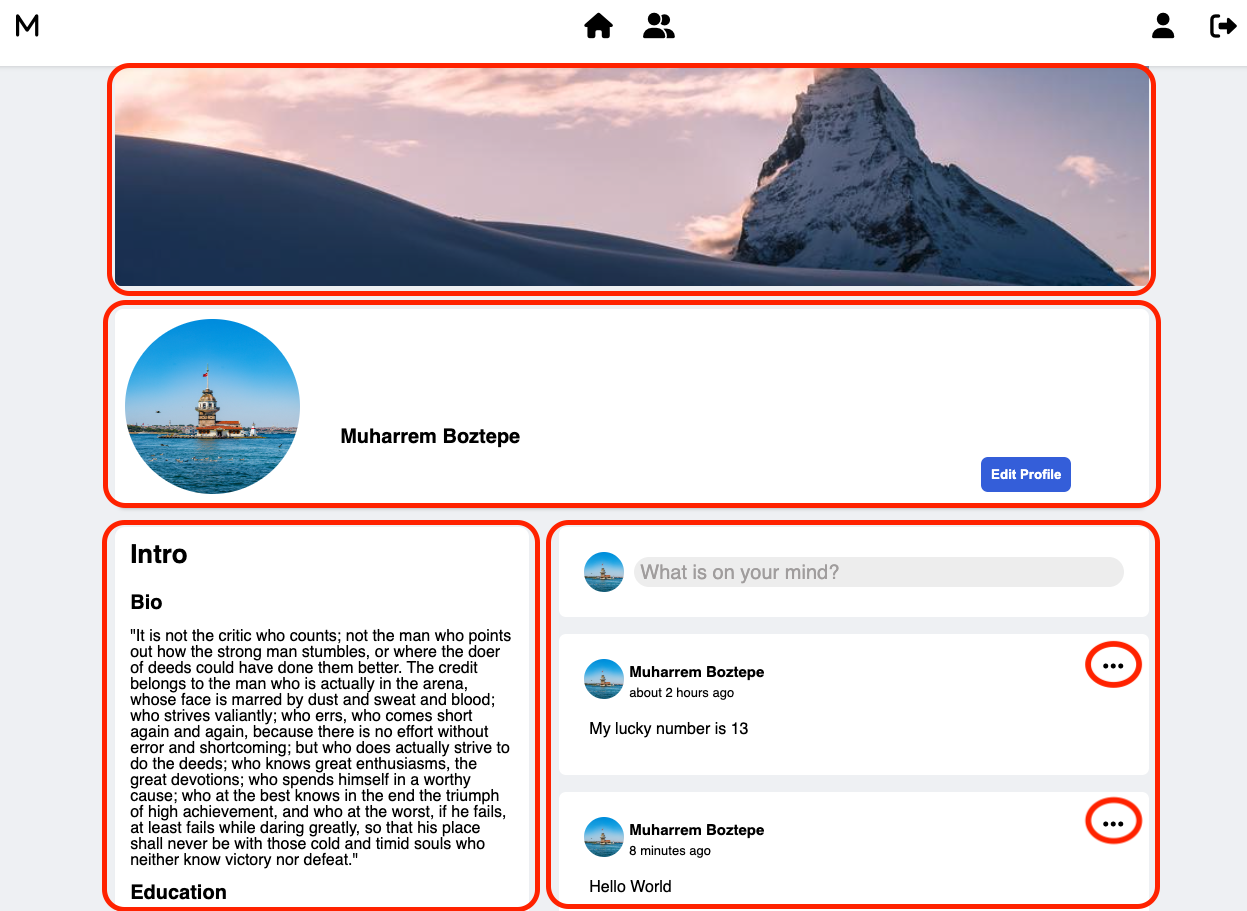 M
Muharrem Boztepe
Edit Profile
Intro
Bio
"It is not the critic who counts; not the man who points
out how the strong man stumbles, or where the doer
of deeds could have done them better. The credit
belongs to the man who is actually in the arena,
whose face is marred by dust and sweat and blood;
who strives valiantly; who errs, who comes short
again and again, because there is no effort without
error and shortcoming; but who does actually strive to
do the deeds; who knows great enthusiasms, the
great devotions; who spends himself in a worthy
cause; who at the best knows in the end the triumph
of high achievement, and who at the worst, if he fails,
at least fails while daring greatly, so that his place
shall never be with those cold and timid souls who
neither know victory nor defeat."
Education
What is on your mind?
Muharrem Boztepe
about 2 hours ago
My lucky number is 13
Muharrem Boztepe
8 minutes ago
Hello World